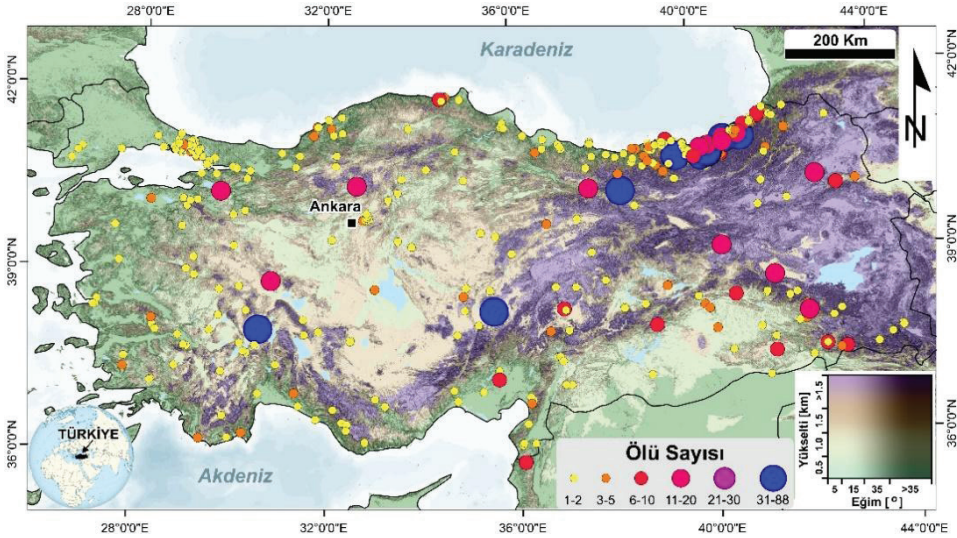 28°0'0"E 32°0'0"E 36°0'0"E 40°0'0"E 44°0'0"E
Karadeniz
200 Km
N
42°0'0"N
42°0'0"N
Ankara
39°0'0"N
39°0'0"N
TÜRKİYE
Akdeniz
36°0'0"N
36°0'0"N
Ölü Sayısı
1-2 3-5 6-10 11-20 21-30 31-88
Yükselti [km]
>1.5
1.5
1.0
0.5
5 15 35 >35
Eğim [°]
28°0'0"E 32°0'0"E 36°0'0"E 40°0'0"E 44°0'0"E